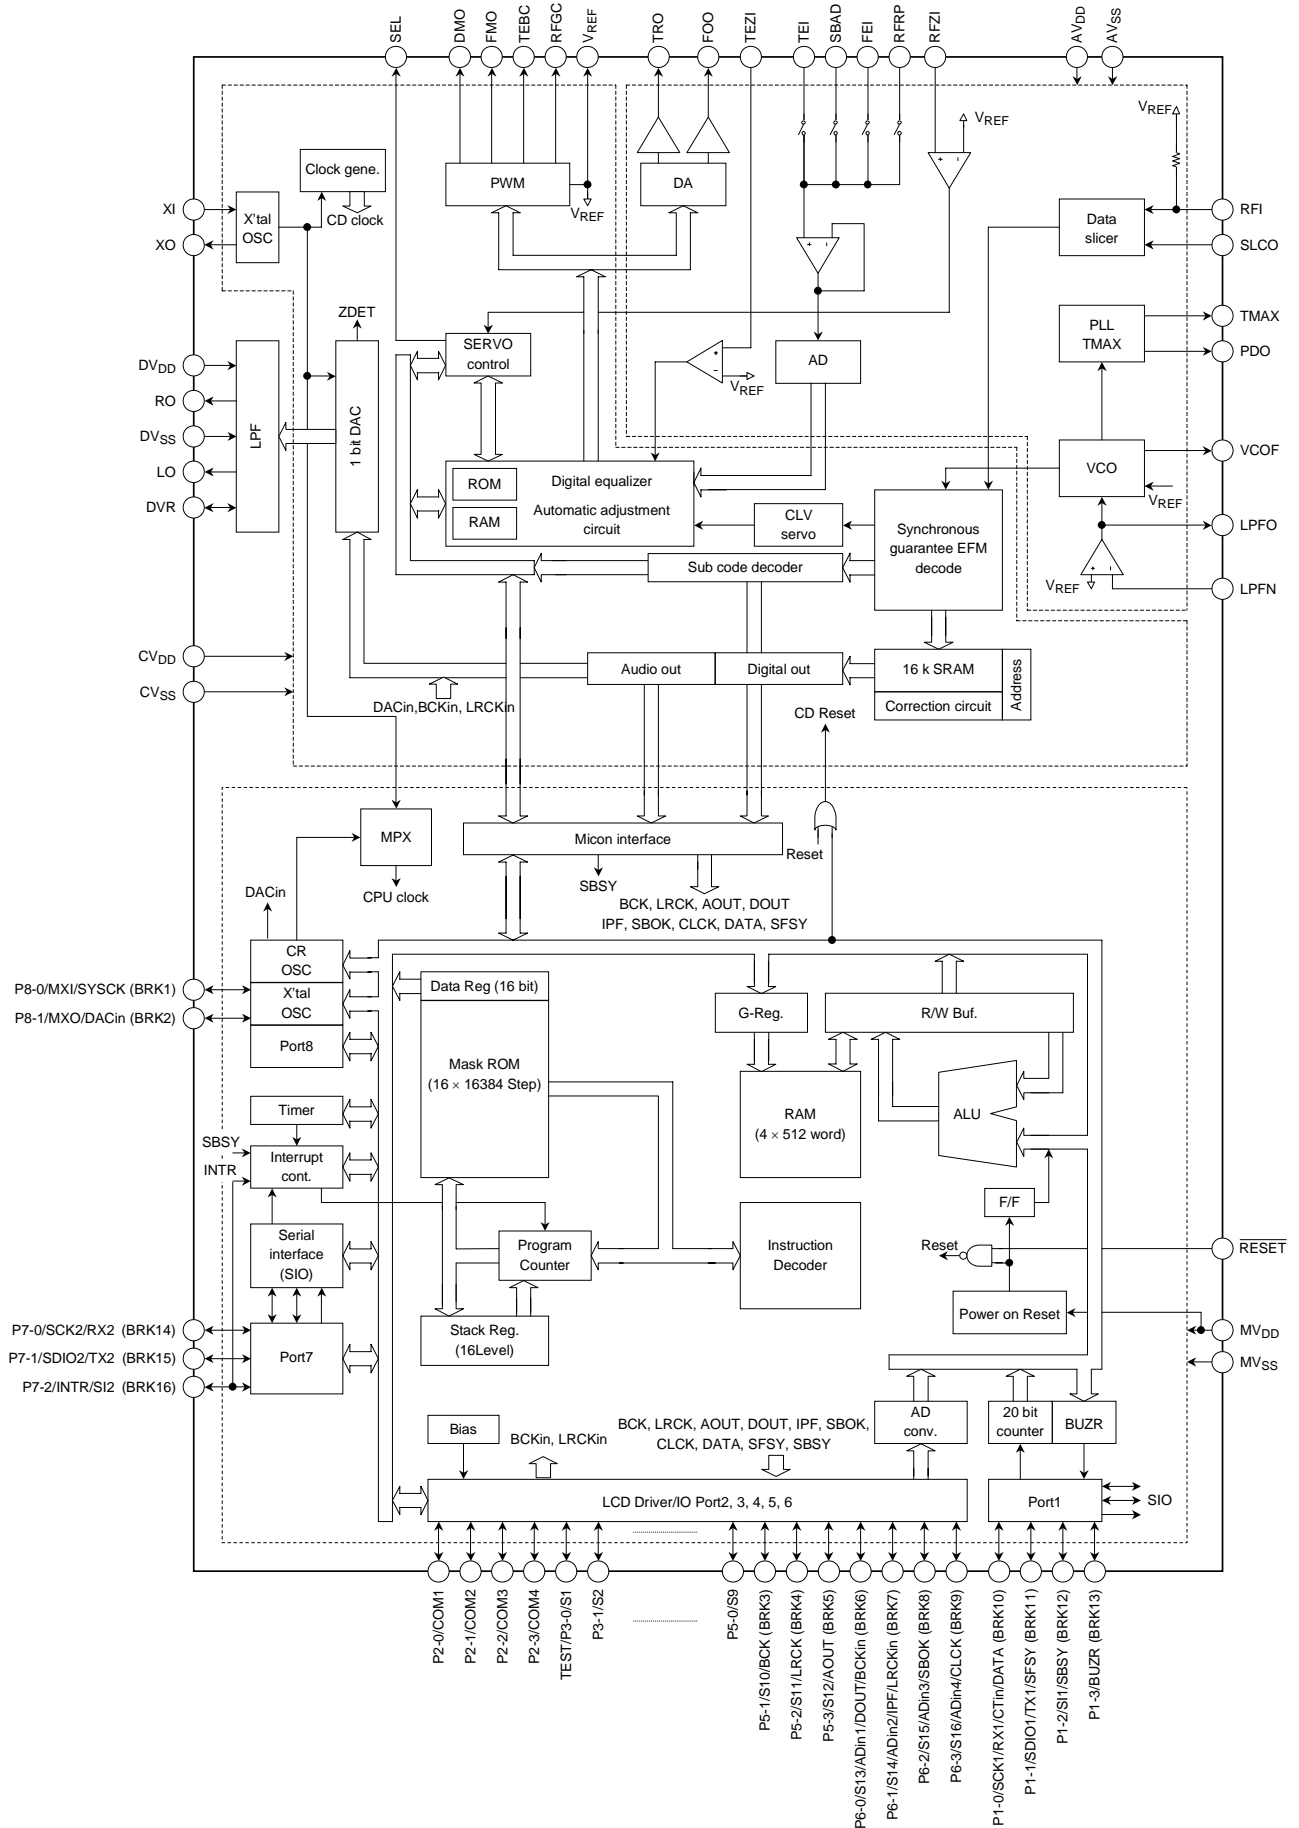 SEL
DMO
FMO
TEBC
RFGC
VREF
TRO
FOO
TEZI
TEI
SBAD
FEI
RFRP
RFZI
AVDD
AVSS
VREF
VREF
Clock gene.
CD clock
PWM
VREF
DA
XI
XO
X'tal
OSC
Data
slicer
RFI
SLCO
ZDET
SERVO
control
VREF
AD
PLL
TMAX
TMAX
PDO
DVDD
RO
DVSS
LO
DVR
LPF
1 bit DAC
ROM
RAM
Digital equalizer
Automatic adjustment
circuit
CLV
servo
Synchronous
guarantee EFM
decode
VCO
VREF
VCOF
LPFO
VREF
LPFN
Sub code decoder
CVDD
CVSS
Audio out
Digital out
16 k SRAM
Correction circuit
Address
DACin,BCKin, LRCKin
CD Reset
MPX
CPU clock
Micon interface
Reset
SBSY
BCK, LRCK, AOUT, DOUT
IPF, SBOK, CLCK, DATA, SFSY
DACin
CR
OSC
X'tal
OSC
Port8
P8-0/MXI/SYSCK (BRK1)
P8-1/MXO/DACin (BRK2)
Data Reg (16 bit)
Mask ROM
(16 × 16384 Step)
G-Reg.
R/W Buf.
RAM
(4 × 512 word)
ALU
Timer
SBSY
INTR
Interrupt
cont.
F/F
Serial
interface
(SIO)
Program
Counter
Instruction
Decoder
Reset
RESET
Power on Reset
Stack Reg.
(16Level)
P7-0/SCK2/RX2 (BRK14)
P7-1/SDIO2/TX2 (BRK15)
P7-2/INTR/SI2 (BRK16)
Port7
MVDD
MVSS
Bias
BCKin, LRCKin
BCK, LRCK, AOUT, DOUT, IPF, SBOK,
CLCK, DATA, SFSY, SBSY
AD
conv.
20 bit
counter
BUZR
LCD Driver/IO Port2, 3, 4, 5, 6
Port1
SIO
P2-0/COM1
P2-1/COM2
P2-2/COM3
P2-3/COM4
TEST/P3-0/S1
P3-1/S2
P5-0/S9
P5-1/S10/BCK (BRK3)
P5-2/S11/LRCK (BRK4)
P5-3/S12/AOUT (BRK5)
P6-0/S13/ADin1/DOUT/BCKin (BRK6)
P6-1/S14/ADin2/IPF/LRCKin (BRK7)
P6-2/S15/ADin3/SBOK (BRK8)
P6-3/S16/ADin4/CLCK (BRK9)
P1-0/SCK1/RX1/CTin/DATA (BRK10)
P1-1/SDIO1/TX1/SFSY (BRK11)
P1-2/SI1/SBSY (BRK12)
P1-3/BUZR (BRK13)